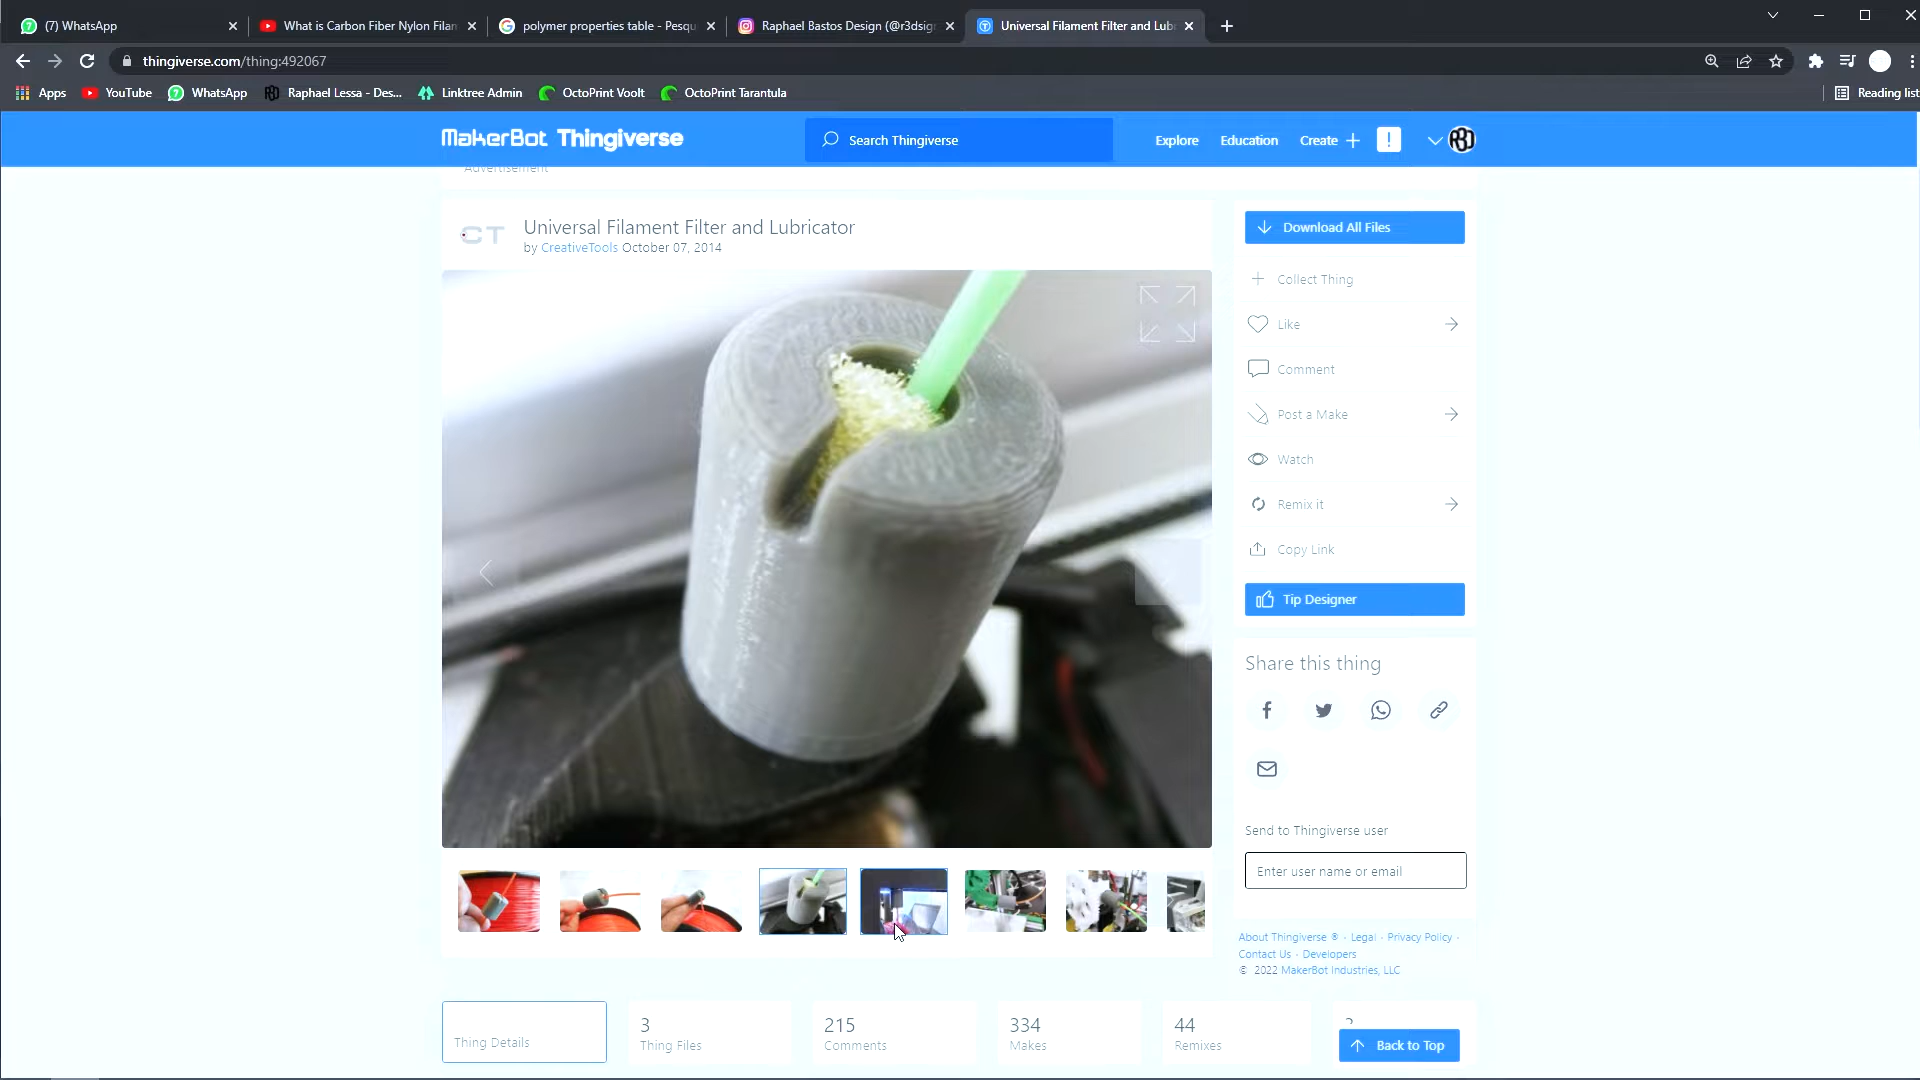 (7) WhatsApp
What is Carbon Fiber Nylon Filan
polymer properties table - Pesqu
Raphael Bastos Design (@r3dsign
Universal Filament Filter and Lub
thingiverse.com/thing:492067
Apps
YouTube
WhatsApp
Raphael Lessa - Des...
Linktree Admin
OctoPrint Voolt
OctoPrint Tarantula
Reading list
MakerBot Thingiverse
Search Thingiverse
Explore
Education
Create
Advertisement
CT
Universal Filament Filter and Lubricator
by CreativeTools October 07, 2014
Download All Files
Collect Thing
Like
Comment
Post a Make
Watch
Remix it
Copy Link
Tip Designer
Share this thing
Send to Thingiverse user
Enter user name or email
About Thingiverse ® · Legal · Privacy Policy ·
Contact Us · Developers
© 2022 MakerBot Industries, LLC
Thing Details
3
Thing Files
215
Comments
334
Makes
44
Remixes
Back to Top